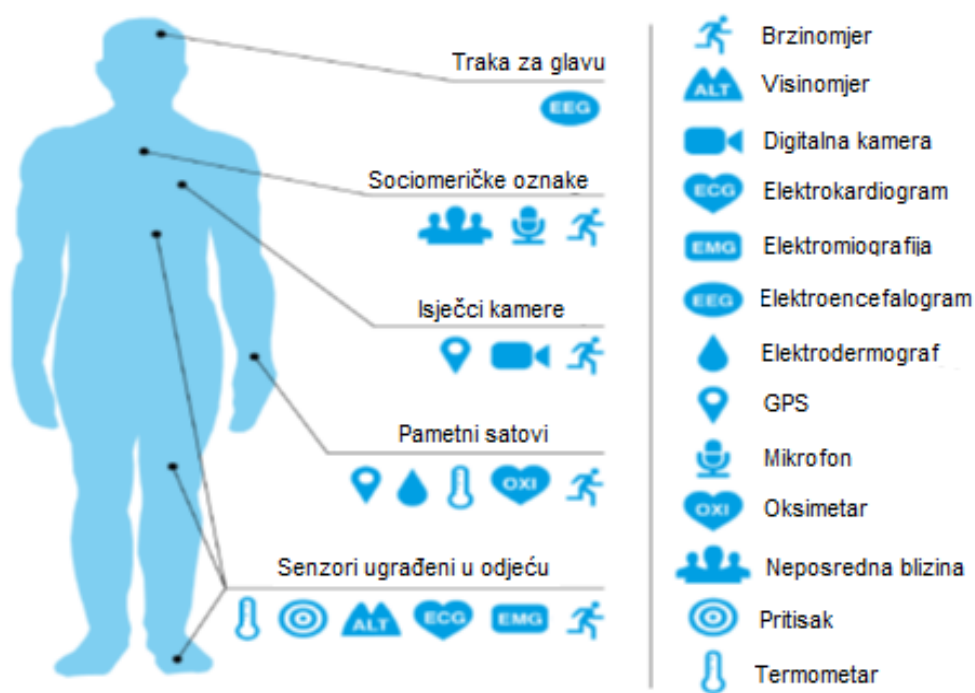 Traka za glavu
EEG
Sociomeričke oznake
Isječci kamere
Pametni satovi
OXI
Senzori ugrađeni u odjeću
ALT ECG EMG
Brzinomjer
ALT Visinomjer
Digitalna kamera
ECG Elektrokardiogram
EMG Elektromiografija
EEG Elektroencefalogram
Elektrodermograf
GPS
Mikrofon
OXI Oksimetar
Neposredna blizina
Pritisak
Termometar